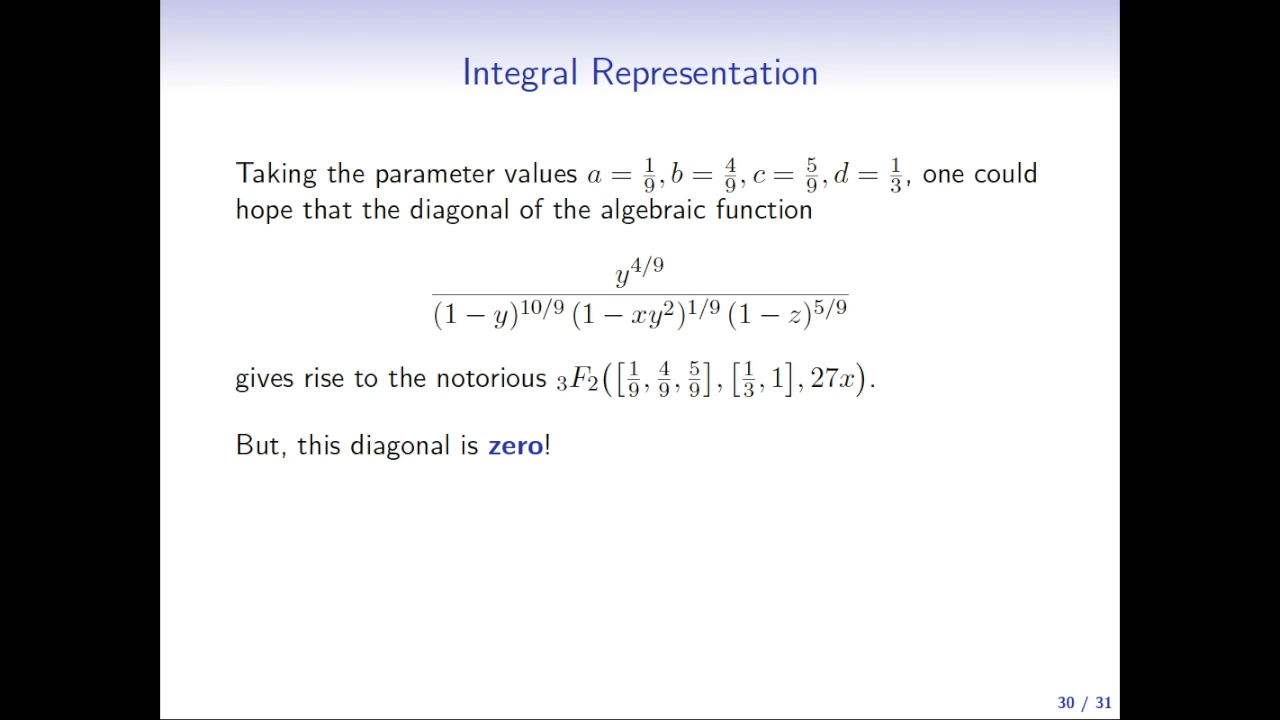 Integral Representation
Taking the parameter values a = 1/9, b = 4/9, c = 5/9, d = 1/3, one could
hope that the diagonal of the algebraic function
y^{4/9}
(1 − y)^{10/9} (1 − xy^2)^{1/9} (1 − z)^{5/9}
gives rise to the notorious _3F_2([1/9, 4/9, 5/9], [1/3, 1], 27x).
But, this diagonal is zero!
30 / 31